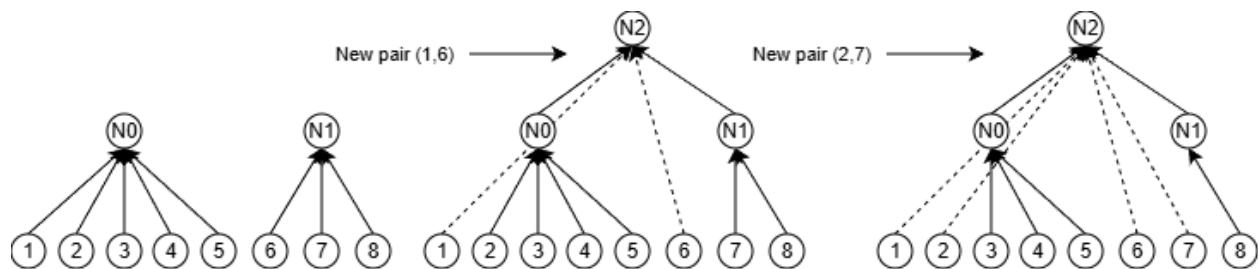 N2 N2
New pair (1,6) New pair (2,7)
N0 N1 N0 N1 N0 N1
1 2 3 4 5 6 7 8 1 2 3 4 5 6 7 8 1 2 3 4 5 6 7 8